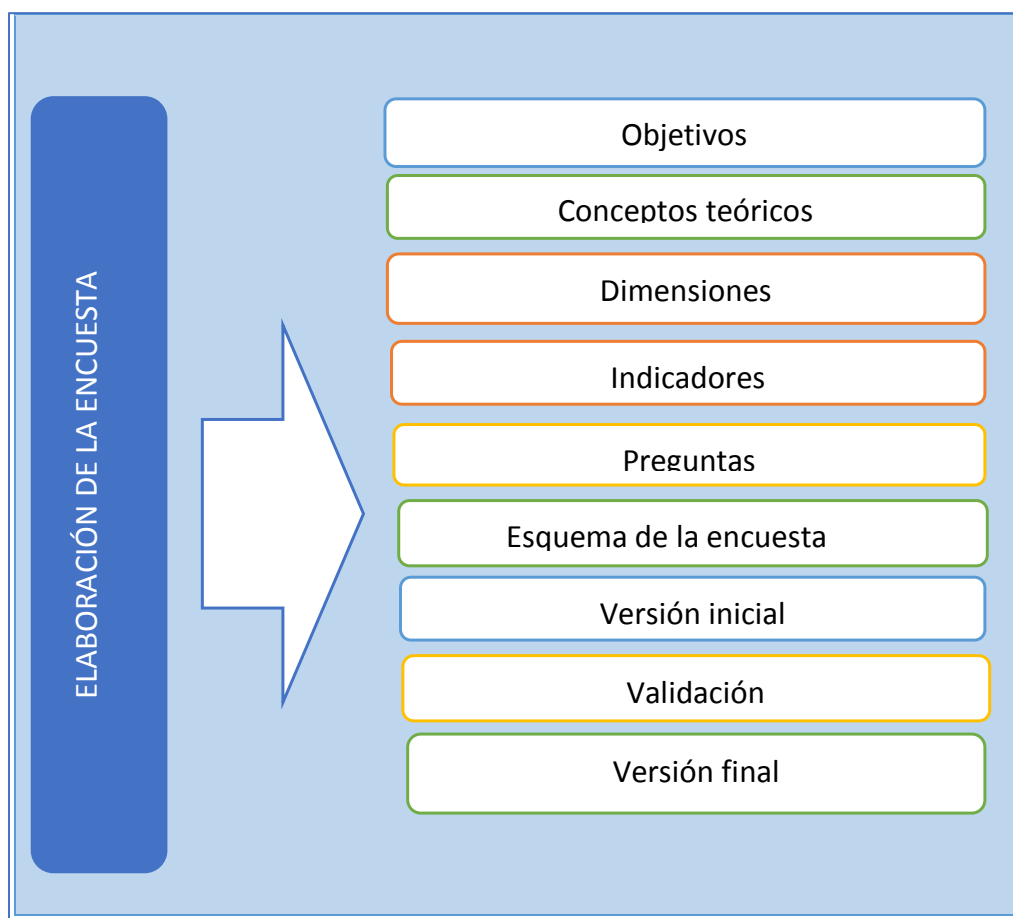 ELABORACIÓN DE LA ENCUESTA
Objetivos
Conceptos teóricos
Dimensiones
Indicadores
Preguntas
Esquema de la encuesta
Versión inicial
Validación
Versión final